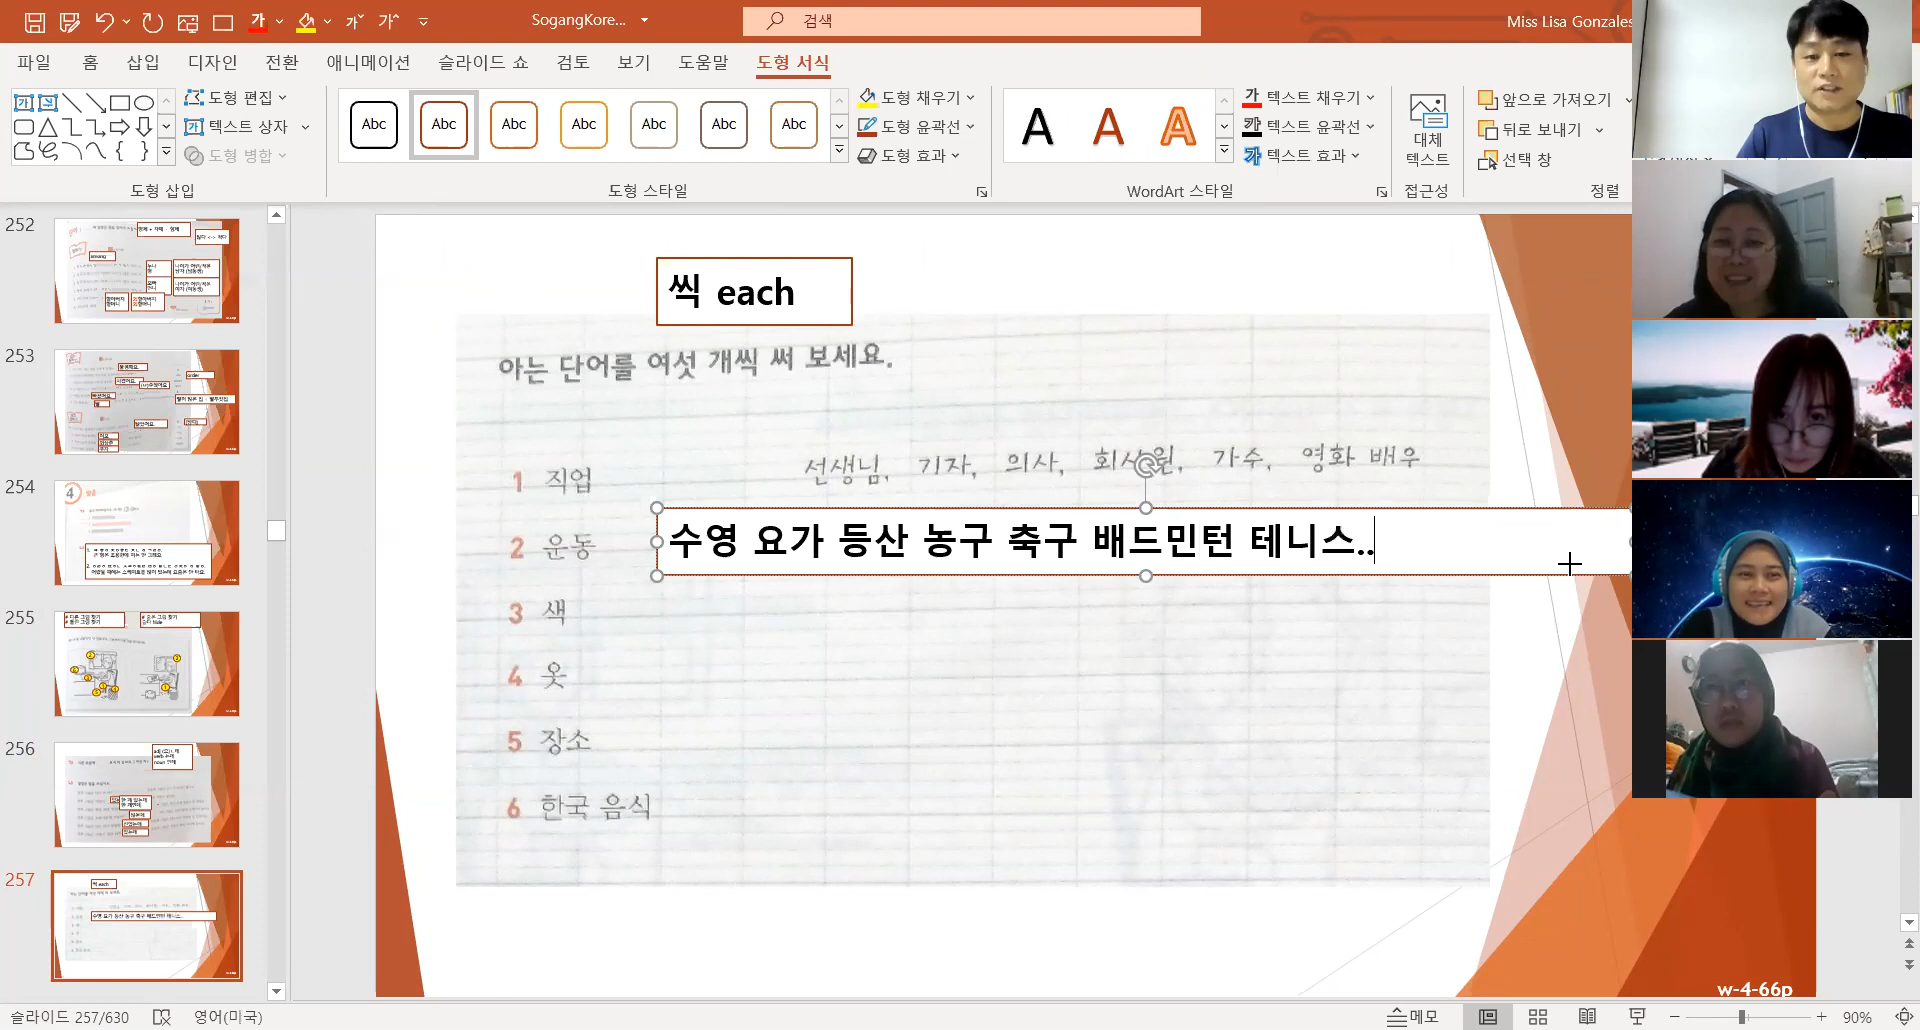 SogangKore...
검색
Miss Lisa Gonzales
파일 홈 삽입 디자인 전환 애니메이션 슬라이드 쇼 검토 보기 도움말 도형 서식
도형 편집
텍스트 상자
도형 병합
도형 삽입
Abc Abc Abc Abc Abc Abc Abc
도형 스타일
도형 채우기
도형 윤곽선
도형 효과
A A A
WordArt 스타일
텍스트 채우기
텍스트 윤곽선
텍스트 효과
대체
텍스트
접근성
앞으로 가져오기
뒤로 보내기
선택 창
정렬
252
253
254
255
256
257
씩 each
아는 단어를 여섯 개씩 써 보세요.
1 직업 선생님, 기자, 의사, 회사원, 가수, 영화 배우
2 운동 수영 요가 등산 농구 축구 배드민턴 테니스..
3 색
4 옷
5 장소
6 한국 음식
w-4-66p
슬라이드 257/630 영어(미국) 메모 90%